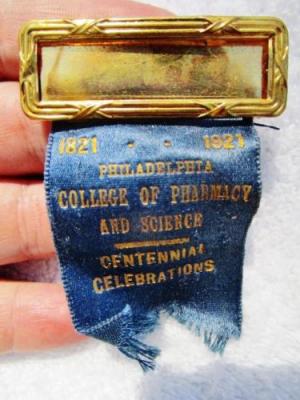 1821 - - 1921
PHILADELPHIA
COLLEGE OF PHARMACY
AND SCIENCE
CENTENNIAL
CELEBRATIONS